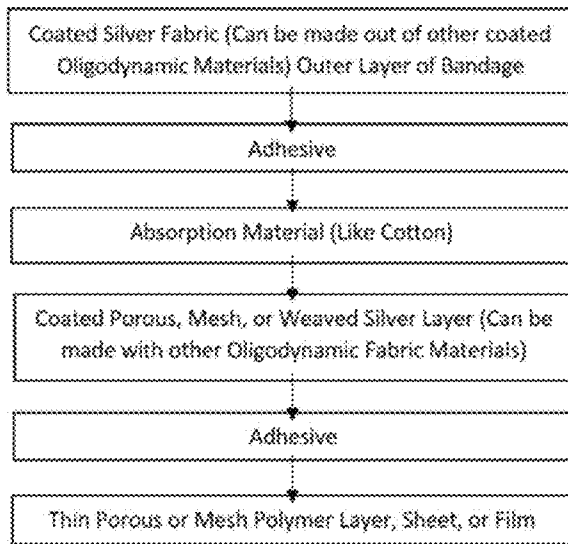 Coated Silver Fabric (Can be made out of other coated
Oligodynamic Materials) Outer Layer of Bandage
Adhesive
Absorption Material (Like Cotton)
Coated Porous, Mesh, or Weaved Silver Layer (Can be
made with other Oligodynamic Fabric Materials)
Adhesive
Thin Porous or Mesh Polymer Layer, Sheet, or Film